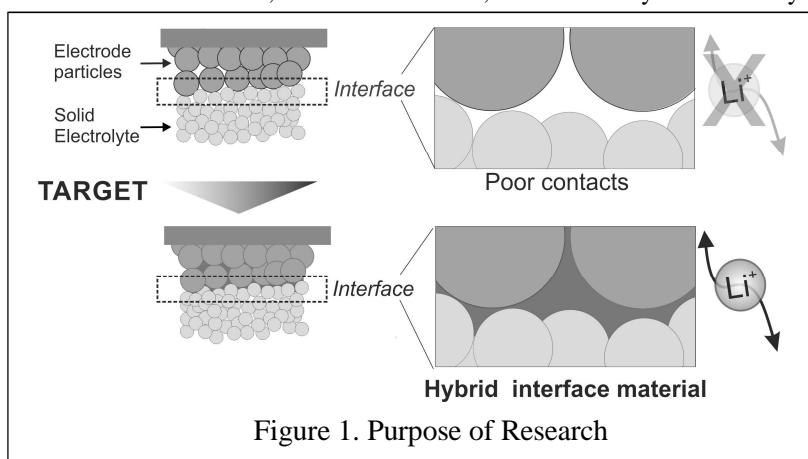 Electrode
particles
Interface
Li+
Solid
Electrolyte
Poor contacts
TARGET
Interface
Li+
Hybrid interface material
Figure 1. Purpose of Research